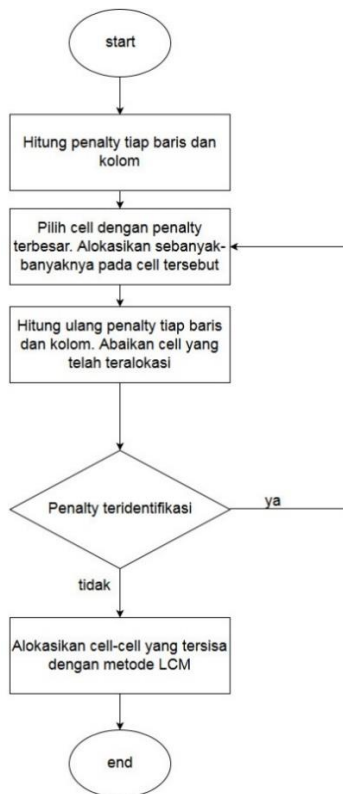 start
Hitung penalty tiap baris dan
kolom
Pilih cell dengan penalty
terbesar. Alokasikan sebanyak-
banyaknya pada cell tersebut
Hitung ulang penalty tiap baris
dan kolom. Abaikan cell yang
telah teralokasi
Penalty teridentifikasi
ya
tidak
Alokasikan cell-cell yang tersisa
dengan metode LCM
end